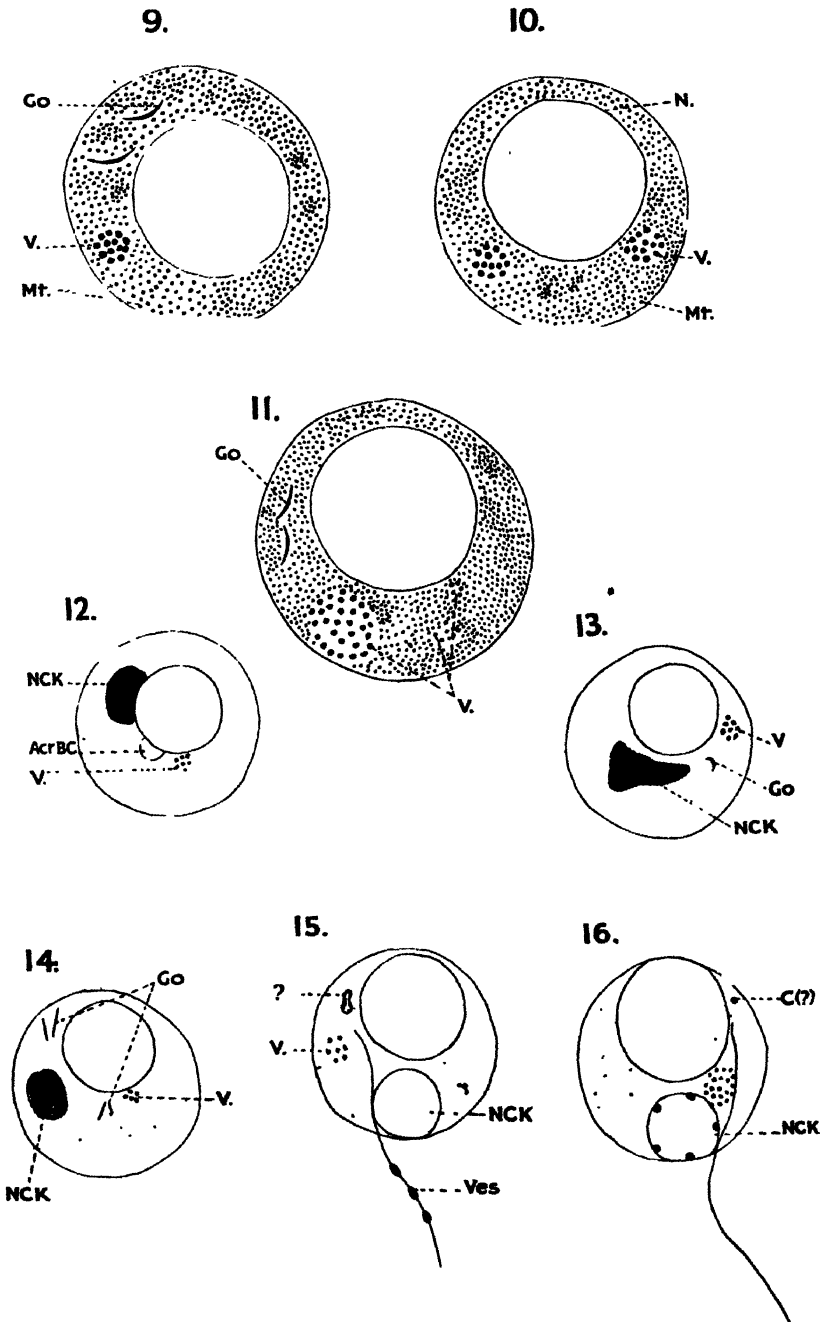 9.
10.
Go
N.
V.
V.
Mt.
Mt.
11.
Go
12.
13.
NCK
V.
AcrBC
V
V.
Go
NCK
14.
15.
16.
Go
?
C(?)
V.
V.
NCK
NCK
NCK
Ves